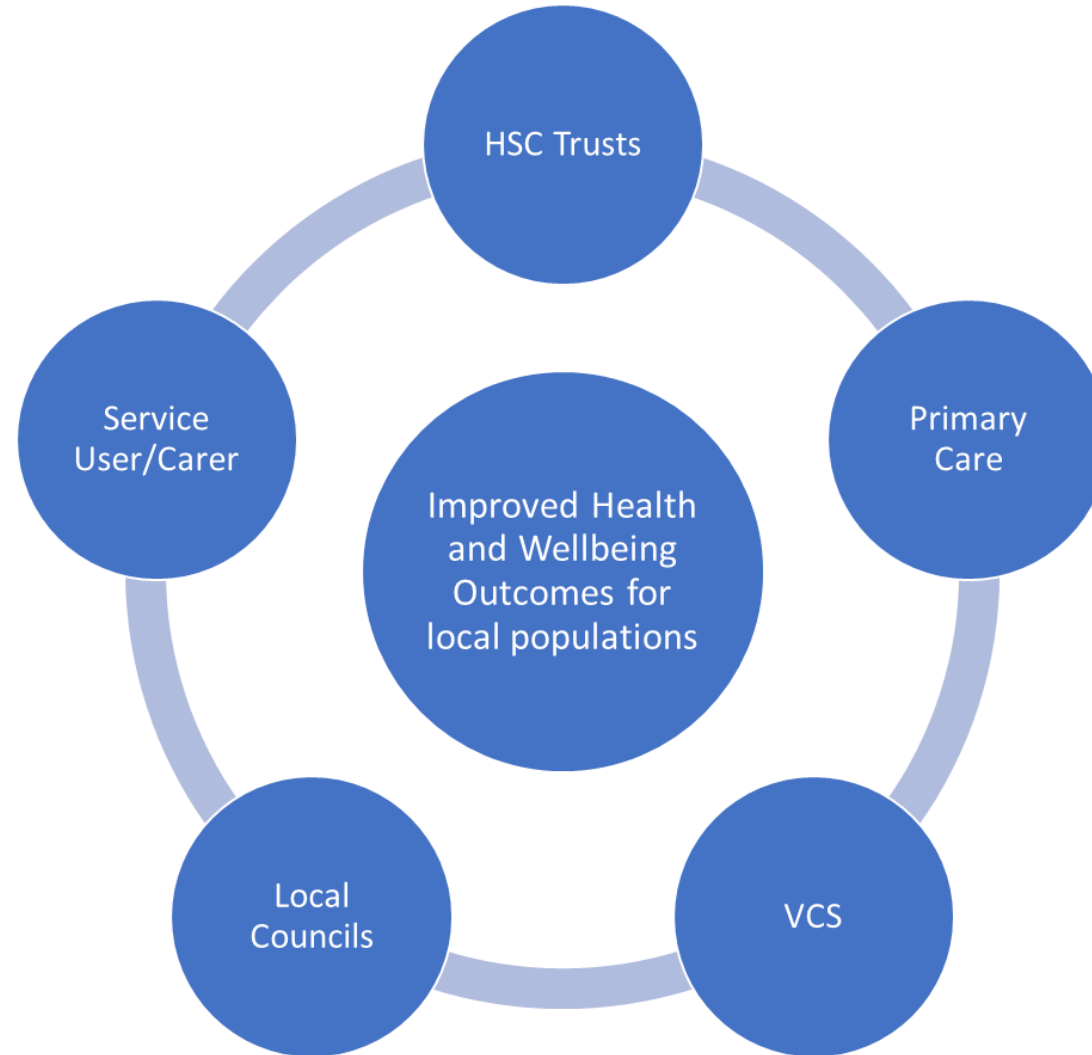 HSC Trusts
Primary
Care
VCS
Local
Councils
Service
User/Carer
Improved Health
and Wellbeing
Outcomes for
local populations